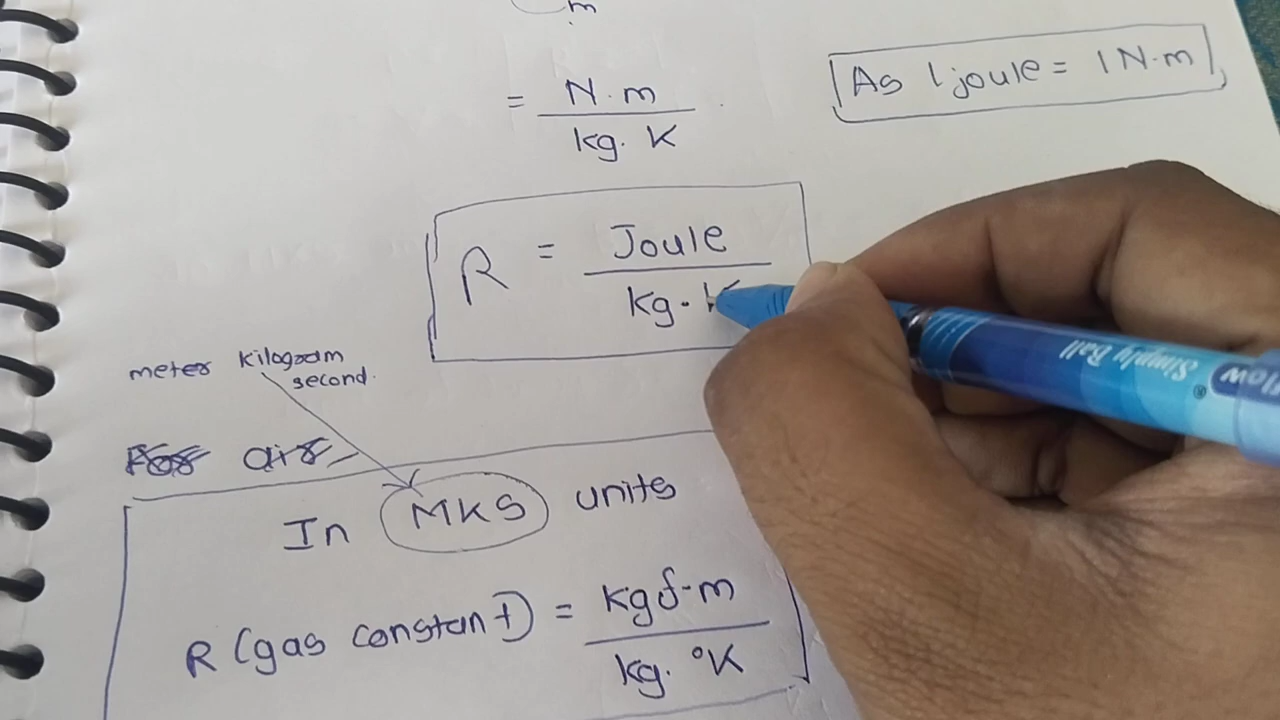 m
= N·m / kg. K
As 1 joule = 1 N·m
R = Joule / kg·K
meter kilogram
second.
For air
In MKS units
R (gas constant) = kgf-m / kg. °K
Simply Ball
flow